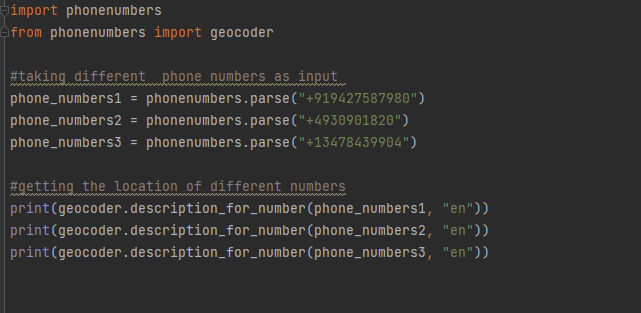 import phonenumbers
from phonenumbers import geocoder
#taking different  phone numbers as input
phone_numbers1 = phonenumbers.parse("+919427587980")
phone_numbers2 = phonenumbers.parse("+4930901820")
phone_numbers3 = phonenumbers.parse("+13478439904")
#getting the location of different numbers
print(geocoder.description_for_number(phone_numbers1, "en"))
print(geocoder.description_for_number(phone_numbers2, "en"))
print(geocoder.description_for_number(phone_numbers3, "en"))